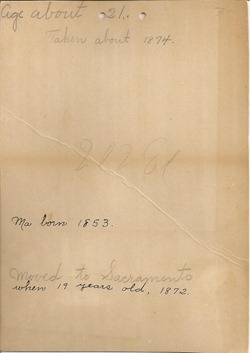 Age about 21.
Taken about 1874.
Ma born 1853.
Moved to Sacramento
when 19 years old, 1872.